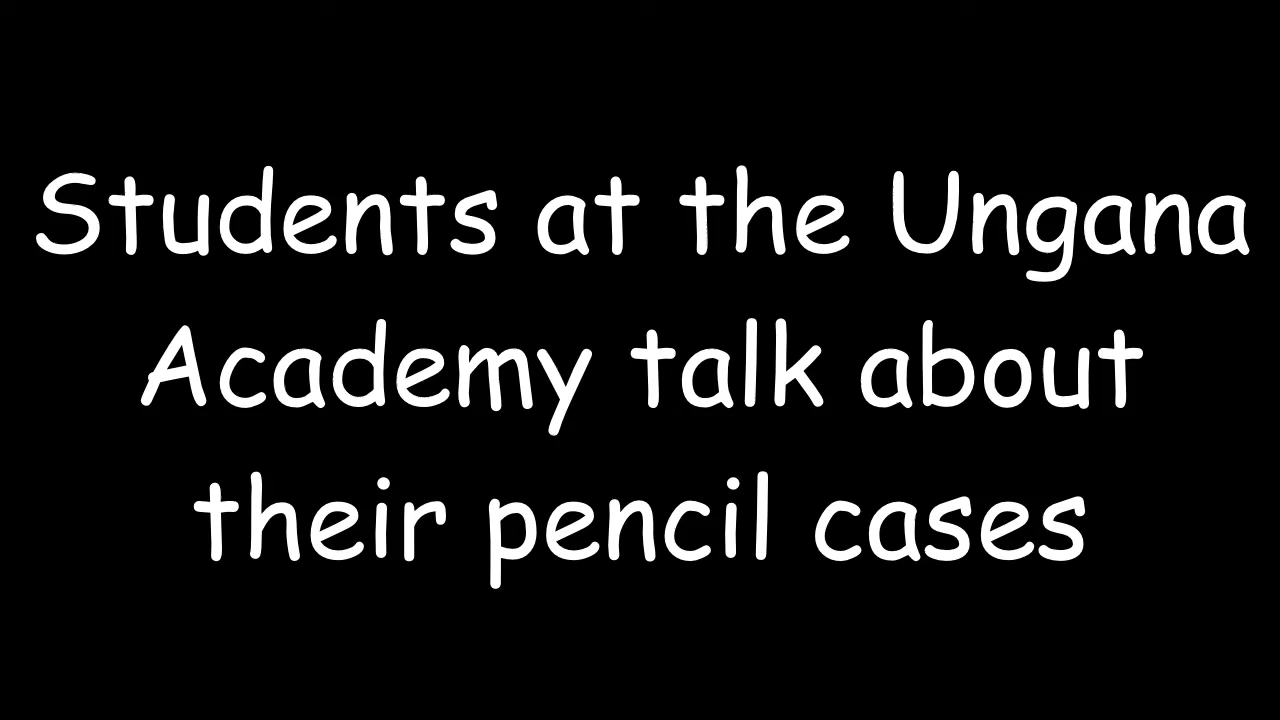 Students at the Ungana
Academy talk about
their pencil cases